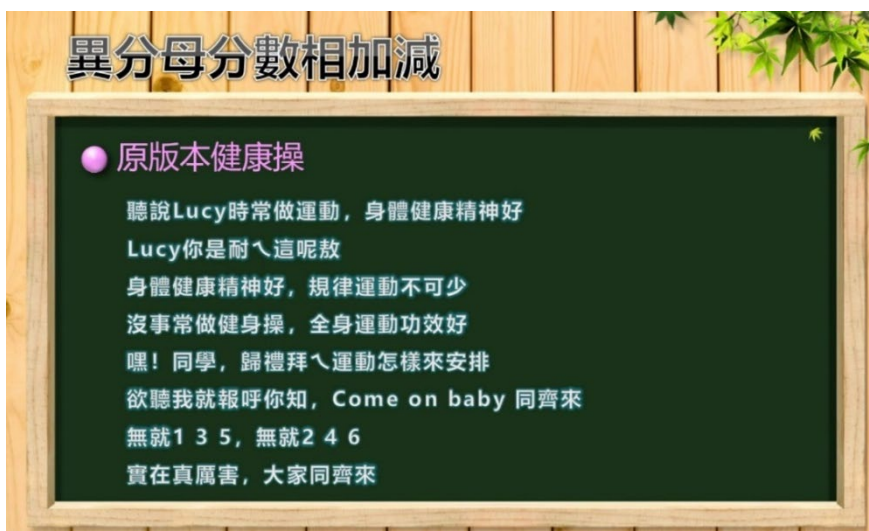 異分母分數相加減
原版本健康操
聽說Lucy時常做運動，身體健康精神好
Lucy你是耐ㄟ這呢敖
身體健康精神好，規律運動不可少
沒事常做健身操，全身運動功效好
嘿！同學，歸禮拜ㄟ運動怎樣來安排
欲聽我就報呼你知，Come on baby 同齊來
無就1 3 5，無就2 4 6
實在真厲害，大家同齊來